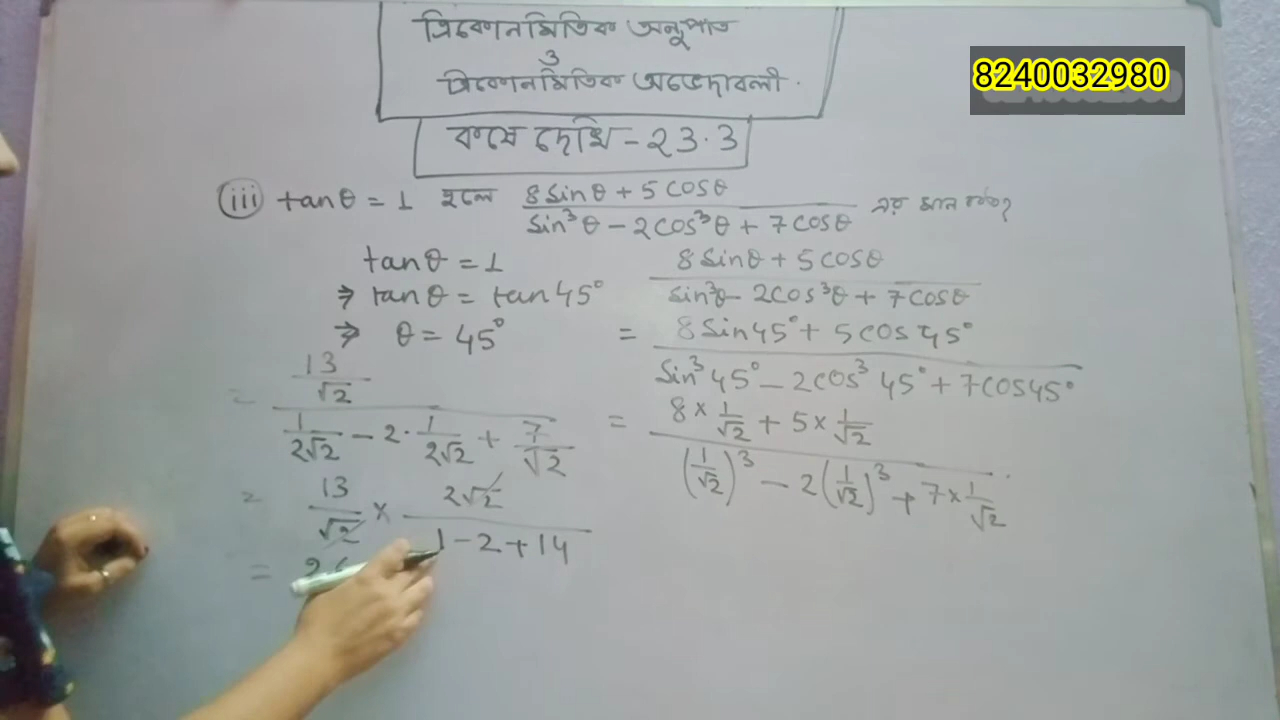 ত্রিকোনমিতিক অনুপাত
ও
ত্রিকোনমিতিক অভেদাবলী.
8240032980
কষে দেখি - 23.3
(iii) tanθ = 1 হলে (8 sinθ + 5 cosθ)/(sin³θ - 2cos³θ + 7cosθ) এর মান কত?
tanθ = 1
⇒ tanθ = tan45°
⇒ θ = 45°
(8 sinθ + 5 cosθ)/(sin³θ - 2cos³θ + 7cosθ)
= (8 sin45° + 5 cos45°)/(sin³45° - 2cos³45° + 7cos45°)
= (8 × 1/√2 + 5 × 1/√2)/((1/√2)³ - 2(1/√2)³ + 7 × 1/√2)
= (13/√2)/(1/2√2 - 2·1/2√2 + 7/√2)
= 13/√2 × 2√2/(1 - 2 + 14)
=